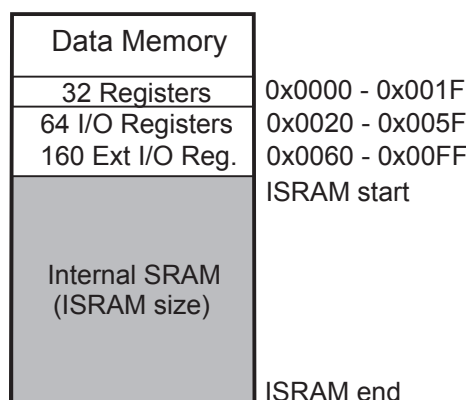 Data Memory
32 Registers 0x0000 - 0x001F
64 I/O Registers 0x0020 - 0x005F
160 Ext I/O Reg. 0x0060 - 0x00FF
ISRAM start
Internal SRAM
(ISRAM size)
ISRAM end